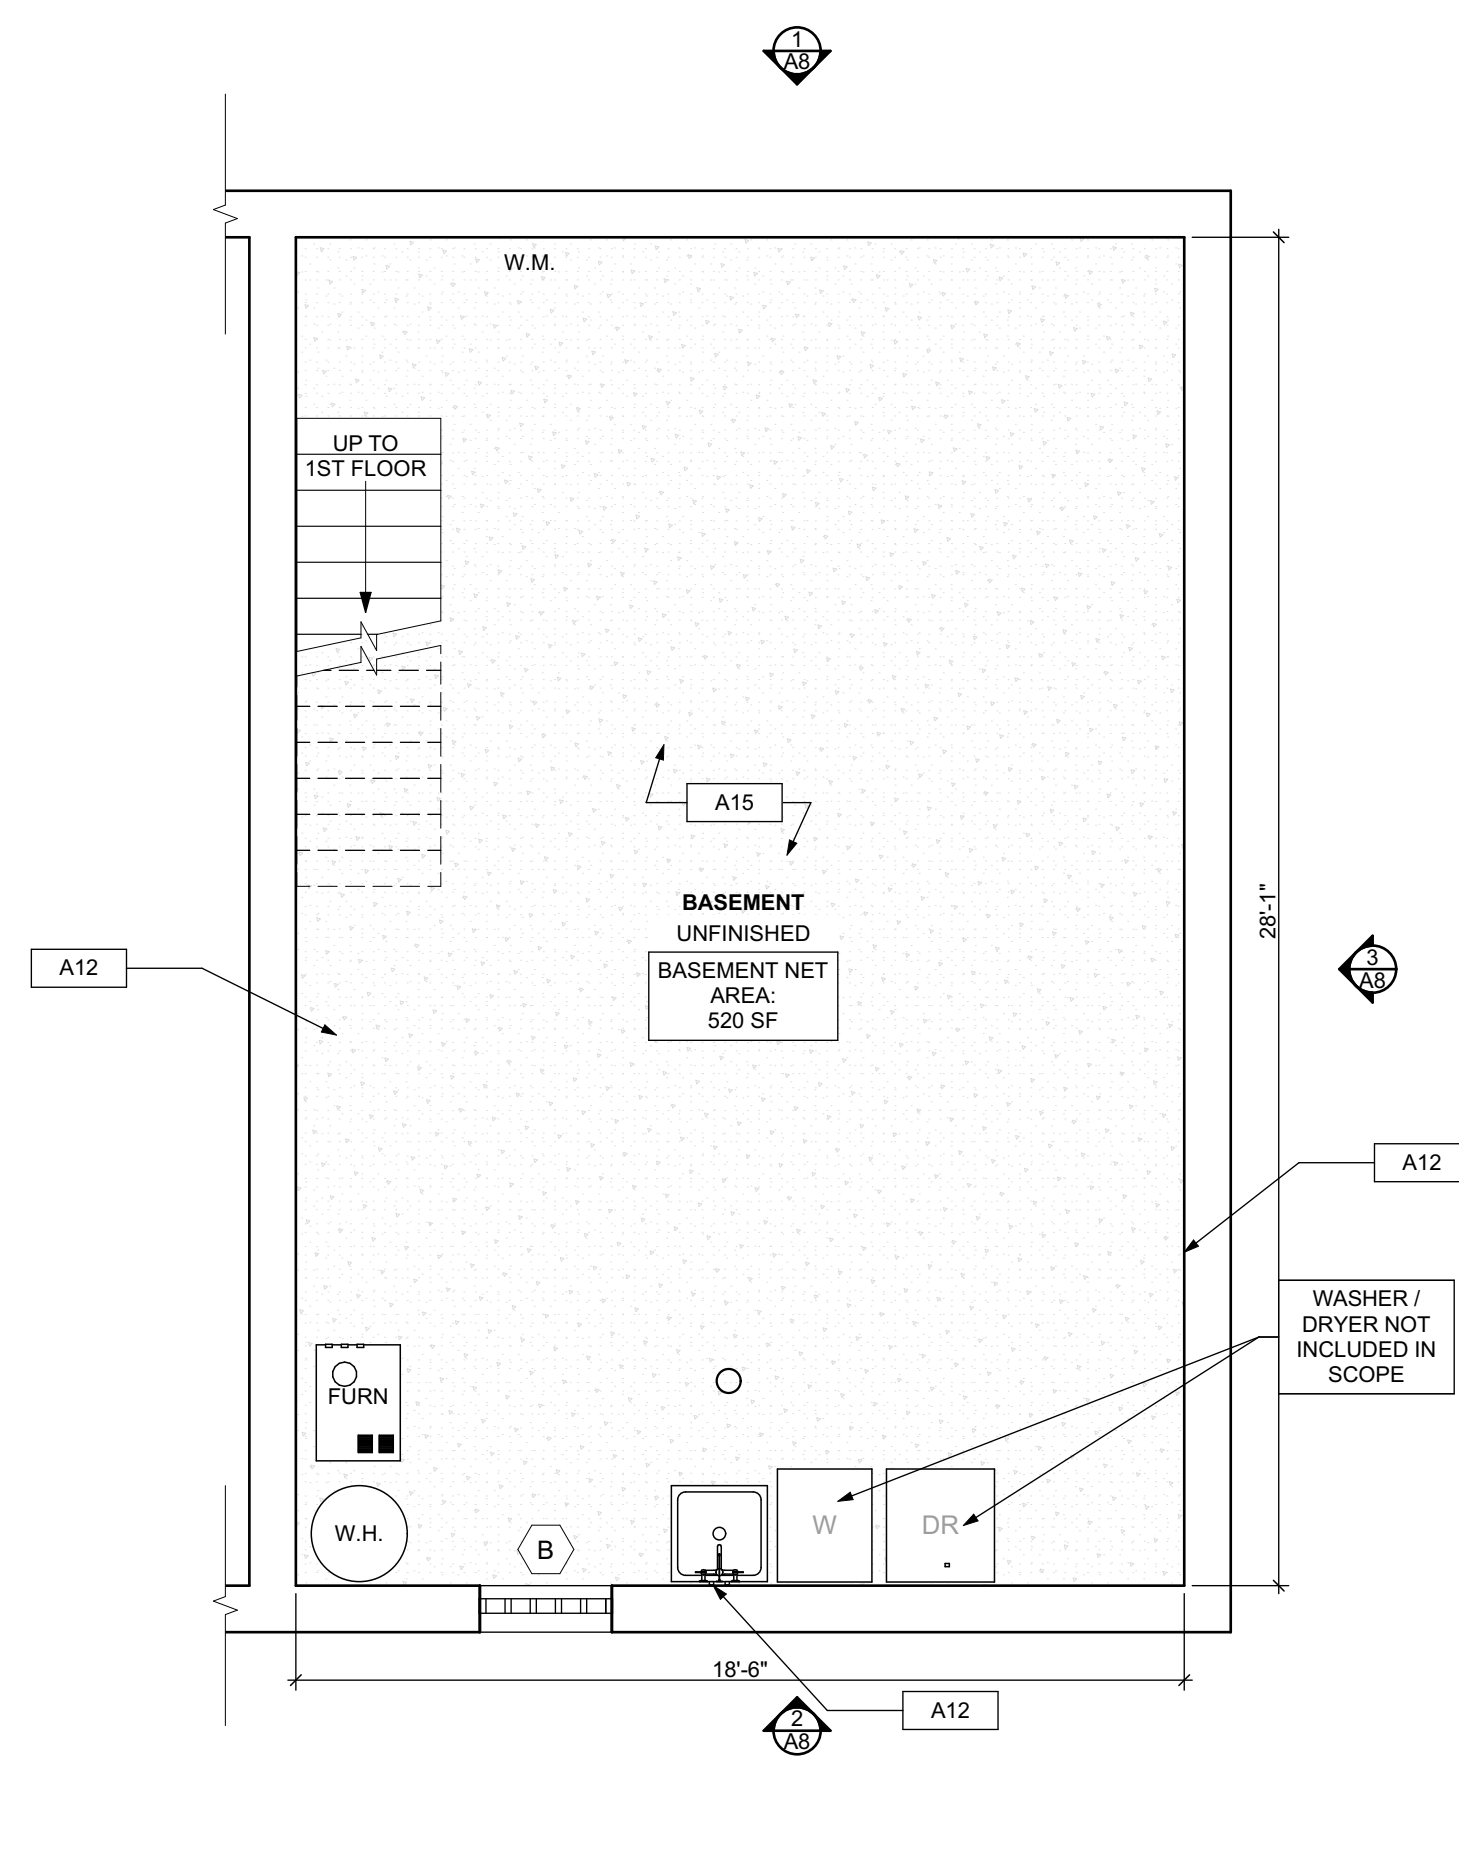 1
A8
W.M.
UP TO
1ST FLOOR
A15
BASEMENT
UNFINISHED
BASEMENT NET
AREA:
520 SF
28'-1"
A12
3
A8
A12
WASHER /
DRYER NOT
INCLUDED IN
SCOPE
FURN
W.H.
B
W
DR
18'-6"
A12
2
A8